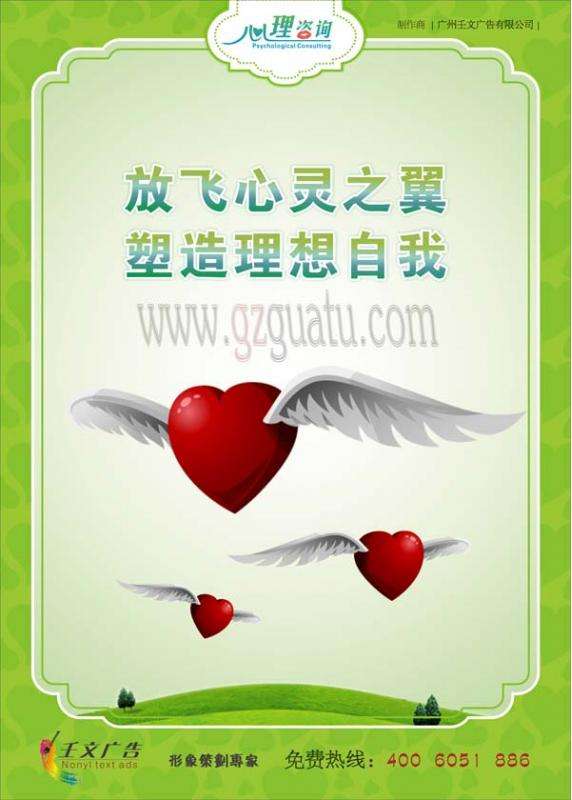 心理咨询
Psychological Consulting
制作商 | 广州壬文广告有限公司 |
放飞心灵之翼
塑造理想自我
www.gzguatu.com
壬文广告
Nonyl text ads
形象策劃專家
免费热线：400 6051 886